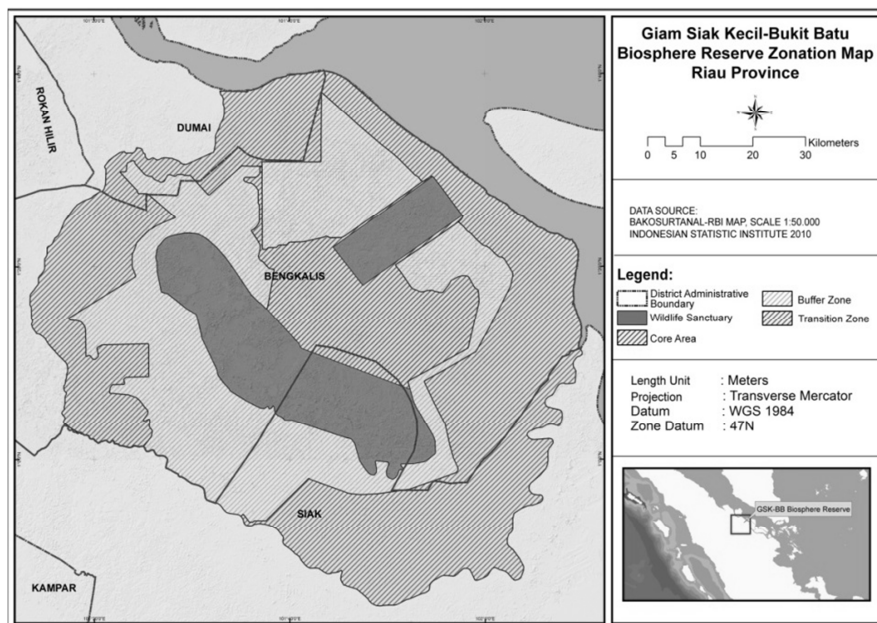 Giam Siak Kecil-Bukit Batu
Biosphere Reserve Zonation Map
Riau Province
Kilometers
0 5 10 20 30
DATA SOURCE:
BAKOSURTANAL-RBI MAP, SCALE 1:50.000
INDONESIAN STATISTIC INSTITUTE 2010
Legend:
District Administrative
Boundary
Wildlife Sanctuary
Core Area
Buffer Zone
Transition Zone
Length Unit : Meters
Projection : Transverse Mercator
Datum : WGS 1984
Zone Datum : 47N
GSK-BB Biosphere Reserve
ROKAN HILIR
DUMAI
BENGKALIS
SIAK
KAMPAR